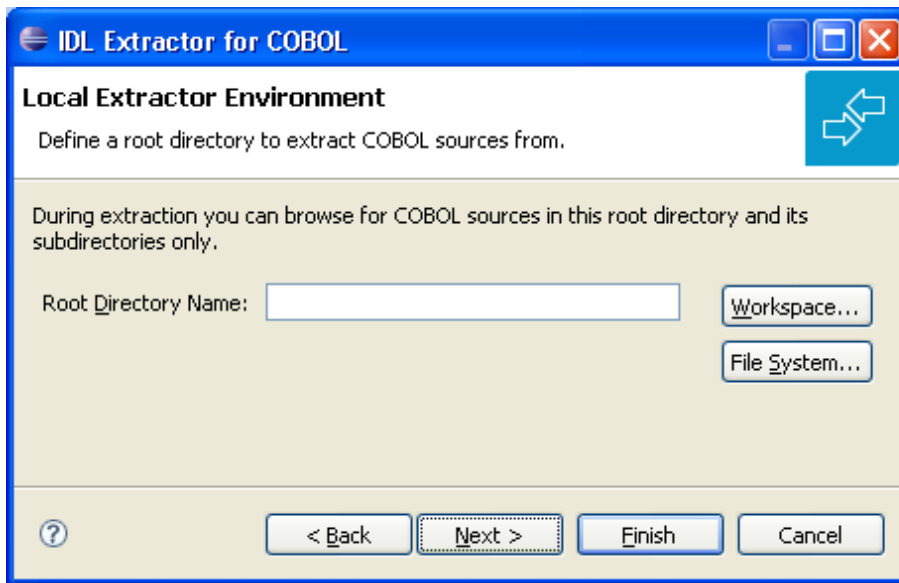 IDL Extractor for COBOL
Local Extractor Environment
Define a root directory to extract COBOL sources from.
During extraction you can browse for COBOL sources in this root directory and its
subdirectories only.
Root Directory Name:
Workspace...
File System...
?
< Back
Next >
Finish
Cancel